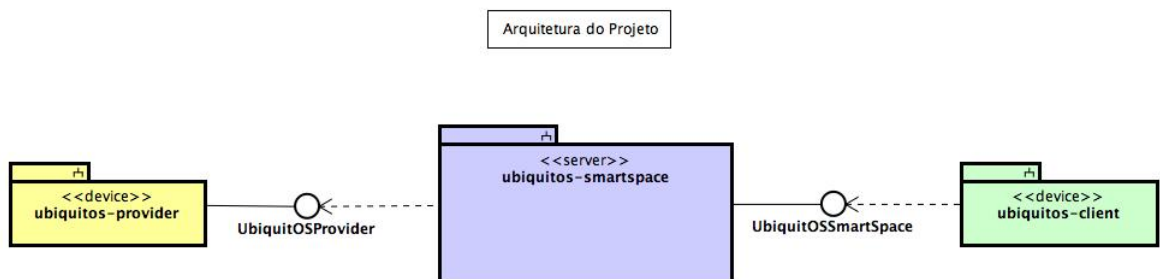 Arquitetura do Projeto
<<device>>
ubiquitos-provider
UbiquitOSProvider
<<server>>
ubiquitos-smartspace
UbiquitOSSmartSpace
<<device>>
ubiquitos-client